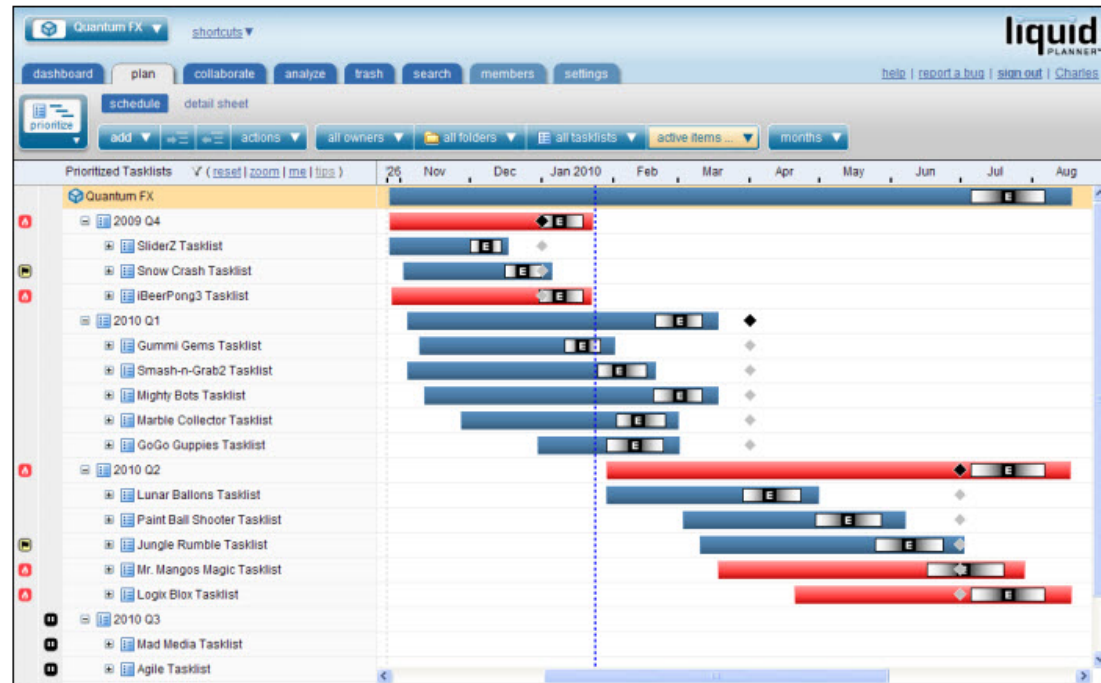 Quantum FX shortcuts
liquid
PLANNER
dashboard plan collaborate analyze trash search members settings help | report a bug | sign out | Charles
prioritize schedule detail sheet
add actions all owners all folders all tasklists active items ... months
Prioritized Tasklists ( reset | zoom | me | tips ) '26 Nov Dec Jan 2010 Feb Mar Apr May Jun Jul Aug
Quantum FX E
2009 Q4 E
SliderZ Tasklist E
Snow Crash Tasklist E
iBeerPong3 Tasklist E
2010 Q1 E
Gummi Gems Tasklist E
Smash-n-Grab2 Tasklist E
Mighty Bots Tasklist E
Marble Collector Tasklist E
GoGo Guppies Tasklist E
2010 Q2 E
Lunar Ballons Tasklist E
Paint Ball Shooter Tasklist E
Jungle Rumble Tasklist E
Mr. Mangos Magic Tasklist E
Logix Blox Tasklist E
2010 Q3
Mad Media Tasklist
Agile Tasklist